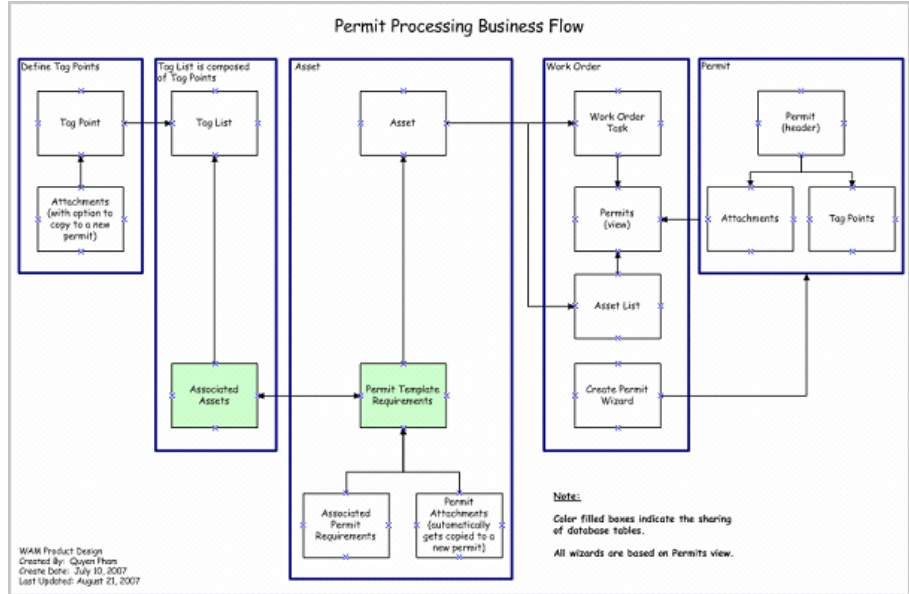 Permit Processing Business Flow
Define Tag Points
Tag List is composed
of Tag Points
Asset
Work Order
Permit
Tag Point
Tag List
Asset
Work Order
Task
Permit
(header)
Attachments
(with option to
copy to a new
permit)
Permits
(view)
Attachments
Tag Points
Asset List
Associated
Assets
Permit Template
Requirements
Create Permit
Wizard
Associated
Permit
Requirements
Permit
Attachments
(automatically
gets copied to a
new permit)
Note:
Color filled boxes indicate the sharing
of database tables.
All wizards are based on Permits view.
WAM Product Design
Created By: Quyen Pham
Create Date: July 10, 2007
Last Updated: August 21, 2007